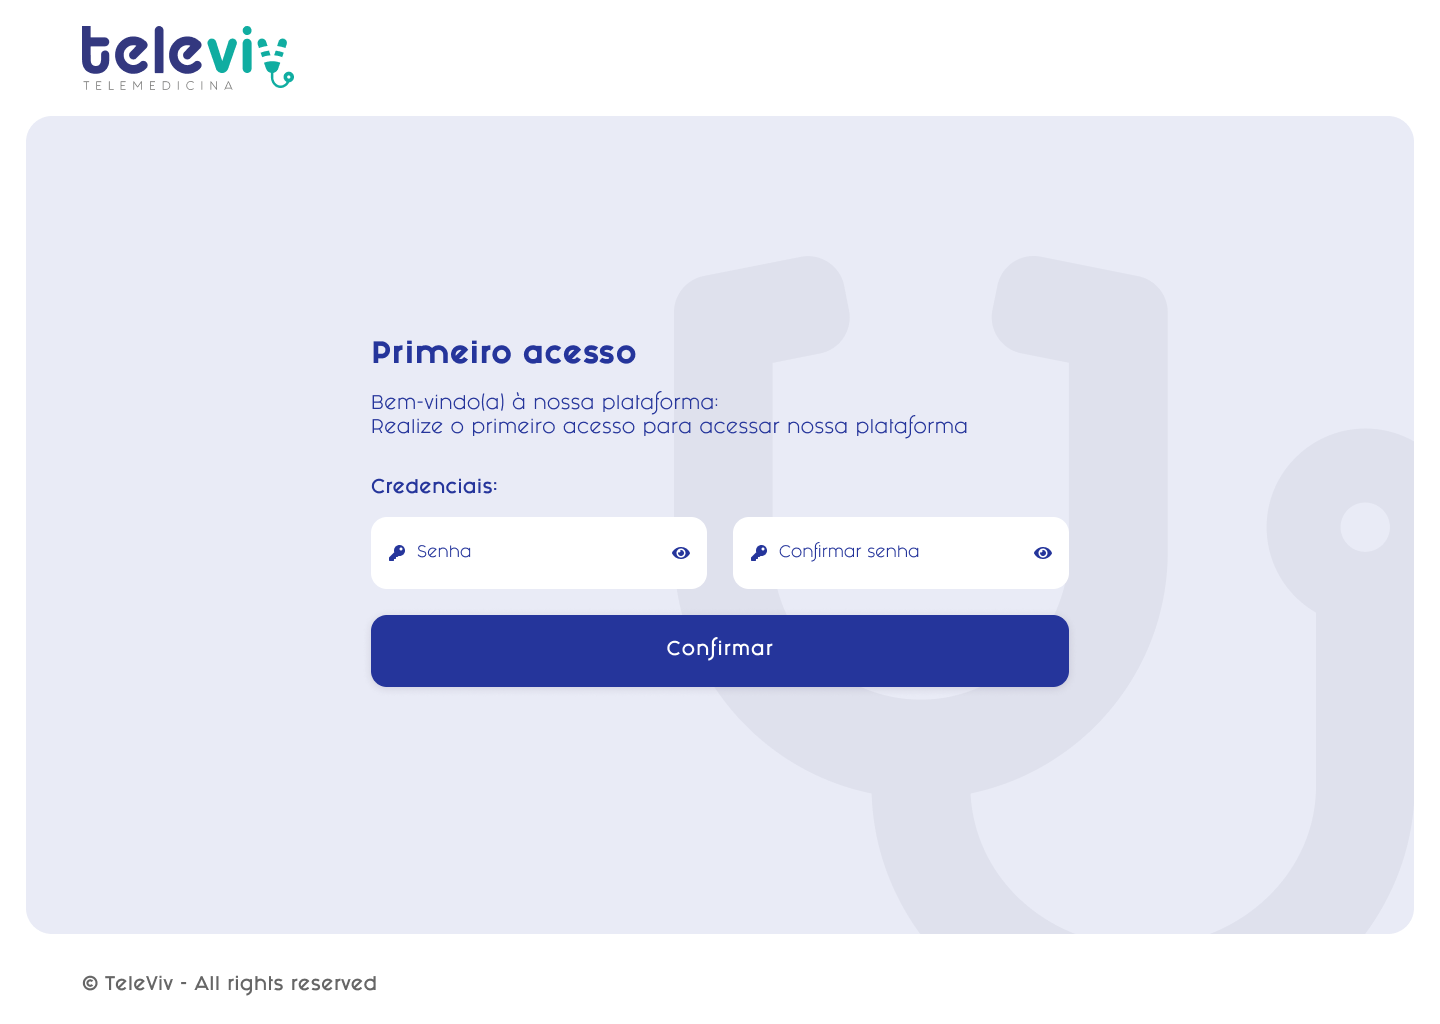 televiv
TELEMEDICINA
Primeiro acesso
Bem-vindo(a) à nossa plataforma:
Realize o primeiro acesso para acessar nossa plataforma
Credenciais:
Senha
Confirmar senha
Confirmar
© TeleViv - All rights reserved